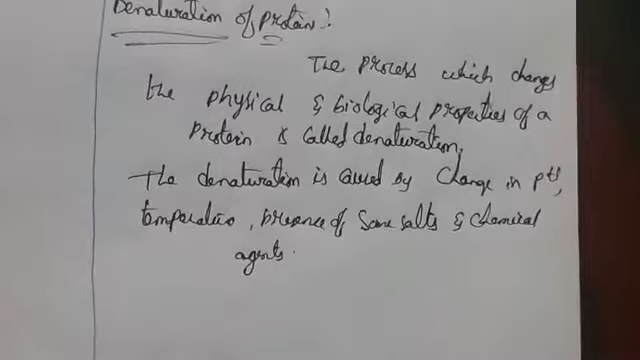 Denaturation of protein :
The process which changes
the physical & biological properties of a
protein is called denaturation,
The denaturation is caused by change in pH,
temperature, presence of some salts & chemical
agents.